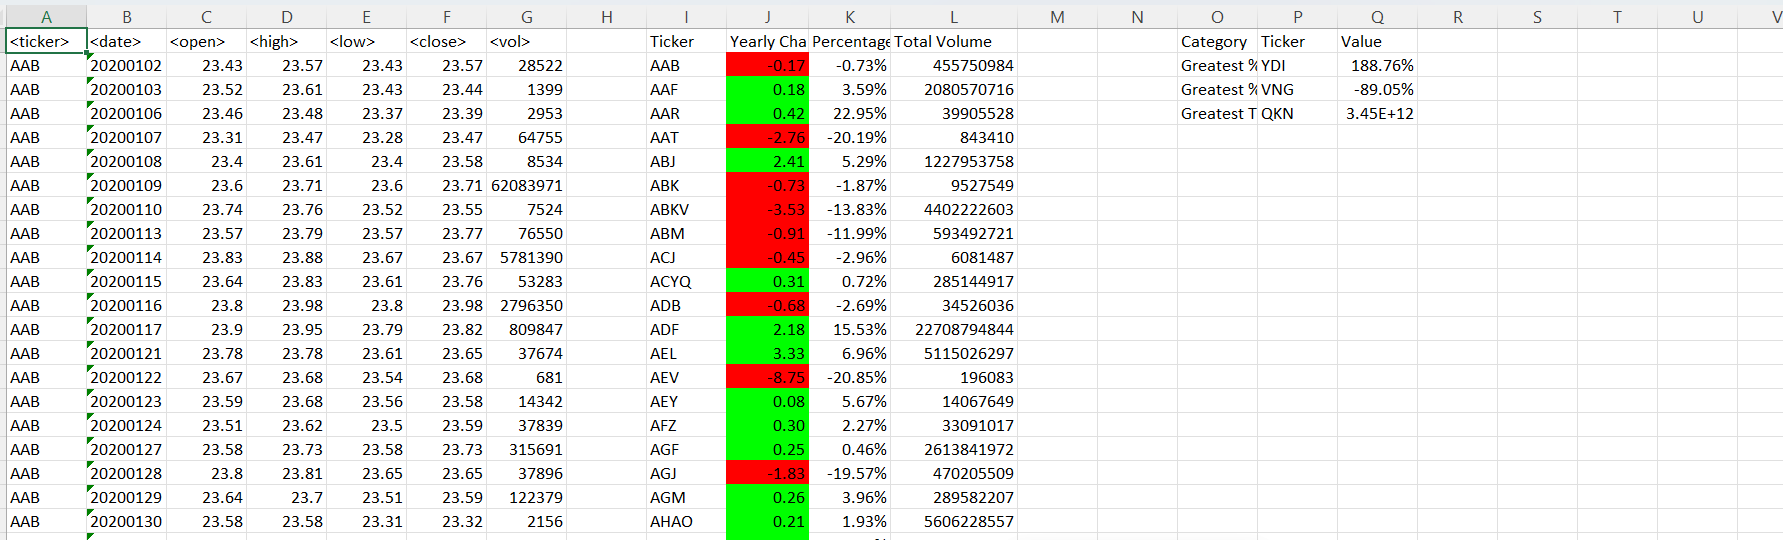 A B C D E F G H I J K L M N O P Q R S T U V
<ticker> <date> <open> <high> <low> <close> <vol> Ticker Yearly Cha Percentage Total Volume Category Ticker Value
AAB 20200102 23.43 23.57 23.43 23.57 28522 AAB -0.17 -0.73% 455750984 Greatest % YDI 188.76%
AAB 20200103 23.52 23.61 23.43 23.44 1399 AAF 0.18 3.59% 2080570716 Greatest % VNG -89.05%
AAB 20200106 23.46 23.48 23.37 23.39 2953 AAR 0.42 22.95% 39905528 Greatest T QKN 3.45E+12
AAB 20200107 23.31 23.47 23.28 23.47 64755 AAT -2.76 -20.19% 843410
AAB 20200108 23.4 23.61 23.4 23.58 8534 ABJ 2.41 5.29% 1227953758
AAB 20200109 23.6 23.71 23.6 23.71 62083971 ABK -0.73 -1.87% 9527549
AAB 20200110 23.74 23.76 23.52 23.55 7524 ABKV -3.53 -13.83% 4402222603
AAB 20200113 23.57 23.79 23.57 23.77 76550 ABM -0.91 -11.99% 593492721
AAB 20200114 23.83 23.88 23.67 23.67 5781390 ACJ -0.45 -2.96% 6081487
AAB 20200115 23.64 23.83 23.61 23.76 53283 ACYQ 0.31 0.72% 285144917
AAB 20200116 23.8 23.98 23.8 23.98 2796350 ADB -0.68 -2.69% 34526036
AAB 20200117 23.9 23.95 23.79 23.82 809847 ADF 2.18 15.53% 22708794844
AAB 20200121 23.78 23.78 23.61 23.65 37674 AEL 3.33 6.96% 5115026297
AAB 20200122 23.67 23.68 23.54 23.68 681 AEV -8.75 -20.85% 196083
AAB 20200123 23.59 23.68 23.56 23.58 14342 AEY 0.08 5.67% 14067649
AAB 20200124 23.51 23.62 23.5 23.59 37839 AFZ 0.30 2.27% 33091017
AAB 20200127 23.58 23.73 23.58 23.73 315691 AGF 0.25 0.46% 2613841972
AAB 20200128 23.8 23.81 23.65 23.65 37896 AGJ -1.83 -19.57% 470205509
AAB 20200129 23.64 23.7 23.51 23.59 122379 AGM 0.26 3.96% 289582207
AAB 20200130 23.58 23.58 23.31 23.32 2156 AHAO 0.21 1.93% 5606228557